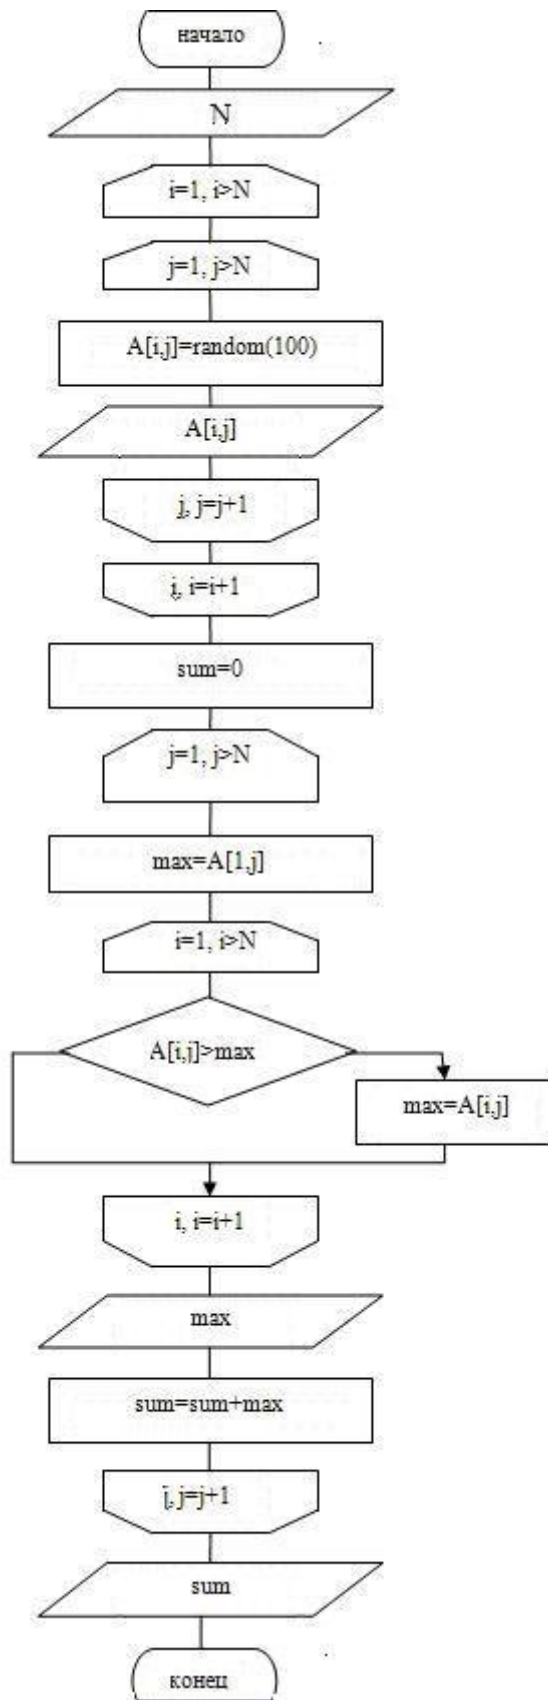 начало
N
i=1, i>N
j=1, j>N
A[i,j]=random(100)
A[i,j]
j, j=j+1
i, i=i+1
sum=0
j=1, j>N
max=A[1,j]
i=1, i>N
A[i,j]>max
max=A[i,j]
i, i=i+1
max
sum=sum+max
j, j=j+1
sum
конец